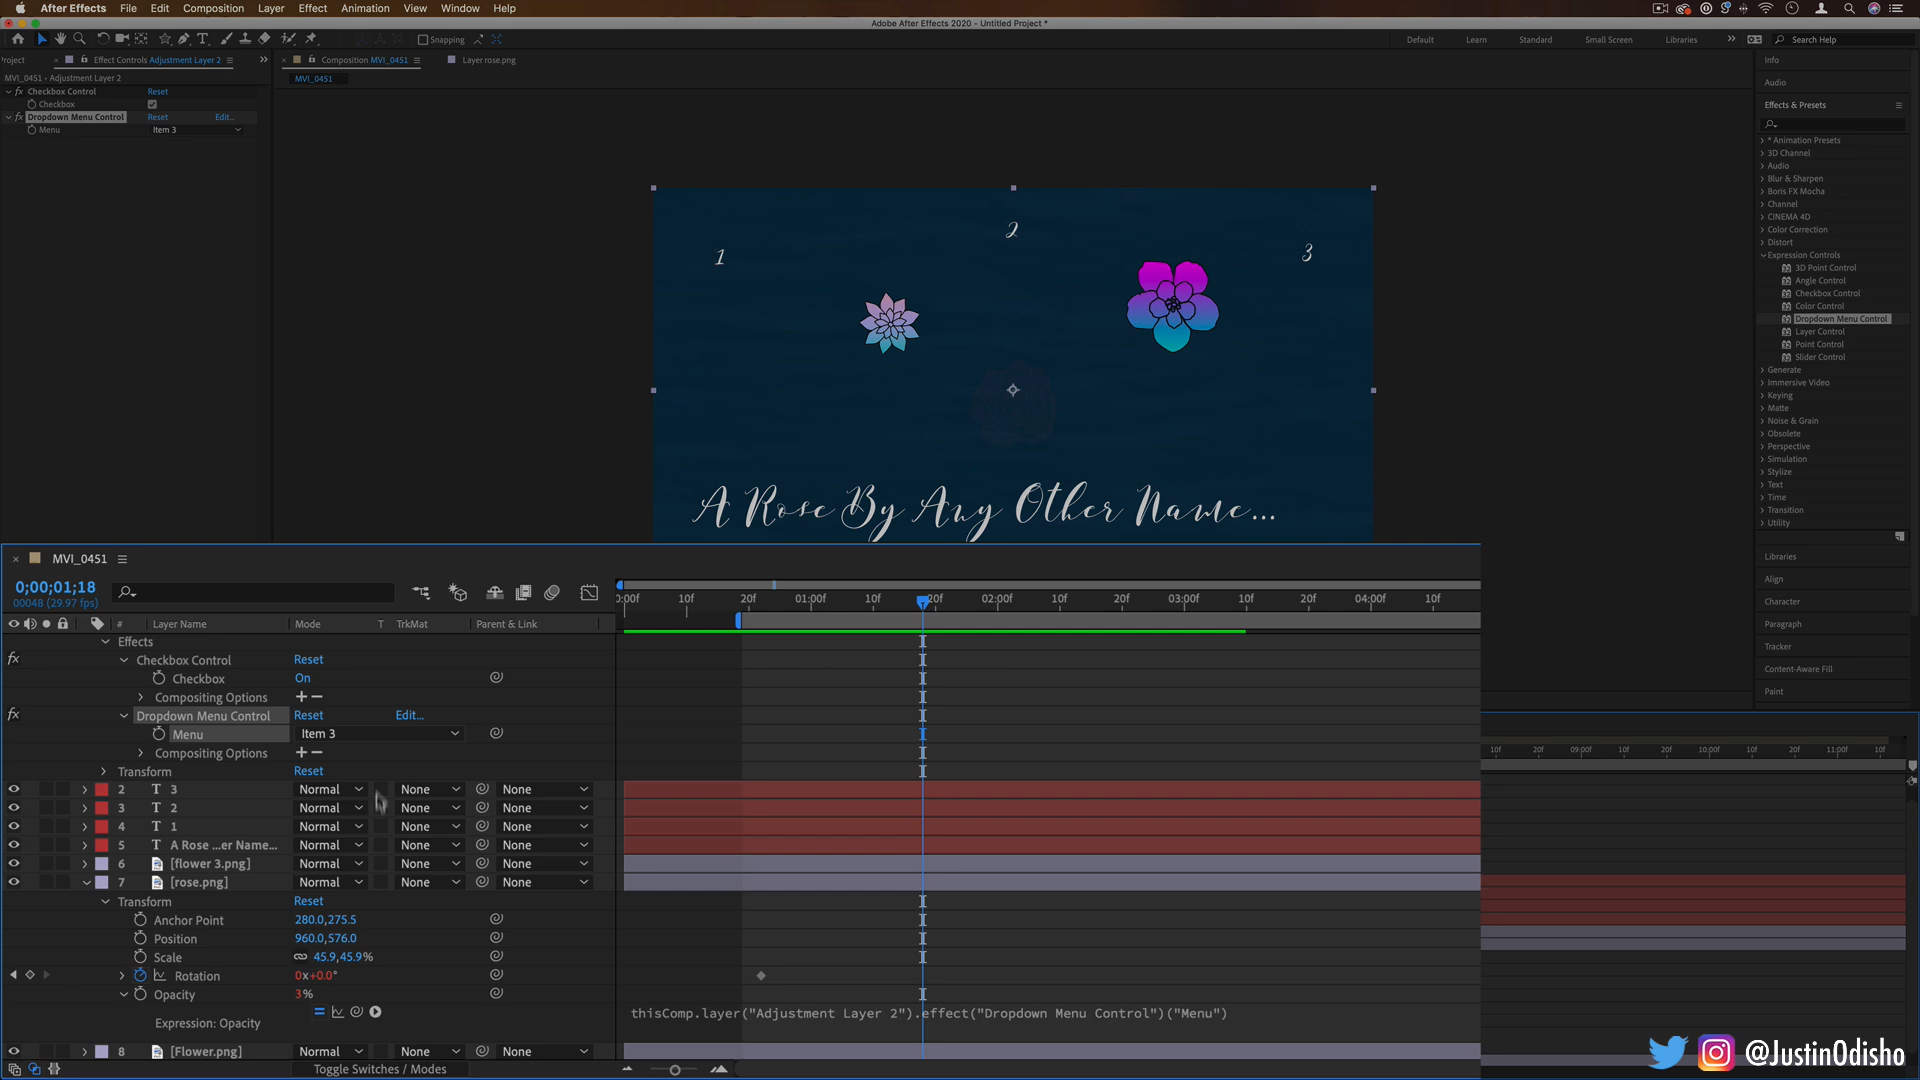 After Effects File Edit Composition Layer Effect Animation View Window Help
Adobe After Effects 2020 - Untitled Project *
Snapping
Default Learn Standard Small Screen Libraries
Search Help
roject Effect Controls Adjustment Layer 2
Composition MVI_0451
Layer rose.png
MVI_0451 • Adjustment Layer 2
MVI_0451
fx Checkbox Control Reset
Checkbox
fx Dropdown Menu Control Reset Edit...
Menu Item 3
Info
Audio
Effects & Presets
* Animation Presets
3D Channel
Audio
Blur & Sharpen
Boris FX Mocha
Channel
CINEMA 4D
Color Correction
Distort
Expression Controls
3D Point Control
Angle Control
Checkbox Control
Color Control
Dropdown Menu Control
Layer Control
Point Control
Slider Control
Generate
Immersive Video
Keying
Matte
Noise & Grain
Obsolete
Perspective
Simulation
Stylize
Text
Time
Transition
Utility
Libraries
Align
Character
Paragraph
Tracker
Content-Aware Fill
Paint
1
2
3
A Rose By Any Other Name...
MVI_0451
0;00;01;18
00048 (29.97 fps)
0:00f 10f 20f 01:00f 10f 20f 02:00f 10f 20f 03:00f 10f 20f 04:00f 10f
# Layer Name Mode T TrkMat Parent & Link
Effects
fx Checkbox Control Reset
Checkbox On
Compositing Options + −
fx Dropdown Menu Control Reset Edit...
Menu Item 3
Compositing Options + −
Transform Reset
2 T 3 Normal None None
3 T 2 Normal None None
4 T 1 Normal None None
5 T A Rose ...er Name... Normal None None
6 [flower 3.png] Normal None None
7 [rose.png] Normal None None
Transform Reset
Anchor Point 280.0,275.5
Position 960.0,576.0
Scale 45.9,45.9%
Rotation 0x+0.0°
Opacity 3%
Expression: Opacity
thisComp.layer("Adjustment Layer 2").effect("Dropdown Menu Control")("Menu")
8 [Flower.png] Normal None None
Toggle Switches / Modes
10f 20f 09:00f 10f 20f 10:00f 10f 20f 11:00f 10f
@JustinOdisho